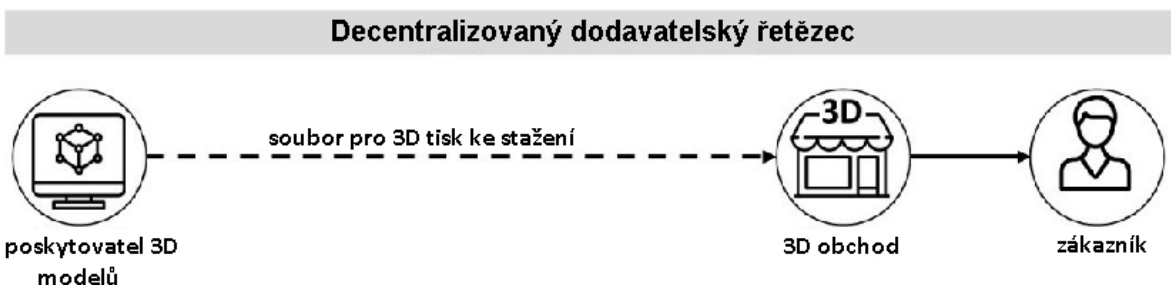 Decentralizovaný dodavatelský řetězec
soubor pro 3D tisk ke stažení
3D
poskytovatel 3D
modelů
3D obchod
zákazník